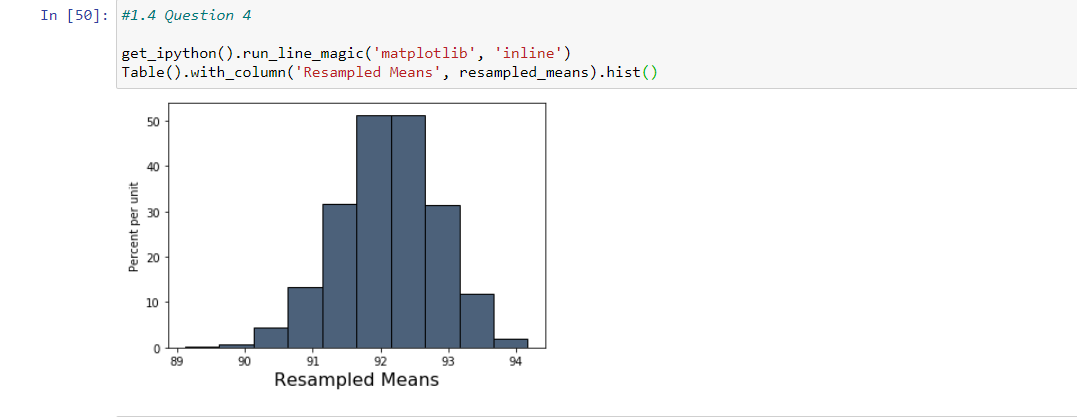 In [50]: #1.4 Question 4
get_ipython().run_line_magic('matplotlib', 'inline')
Table().with_column('Resampled Means', resampled_means).hist()
50
40
30
20
10
0
Percent per unit
89 90 91 92 93 94
Resampled Means